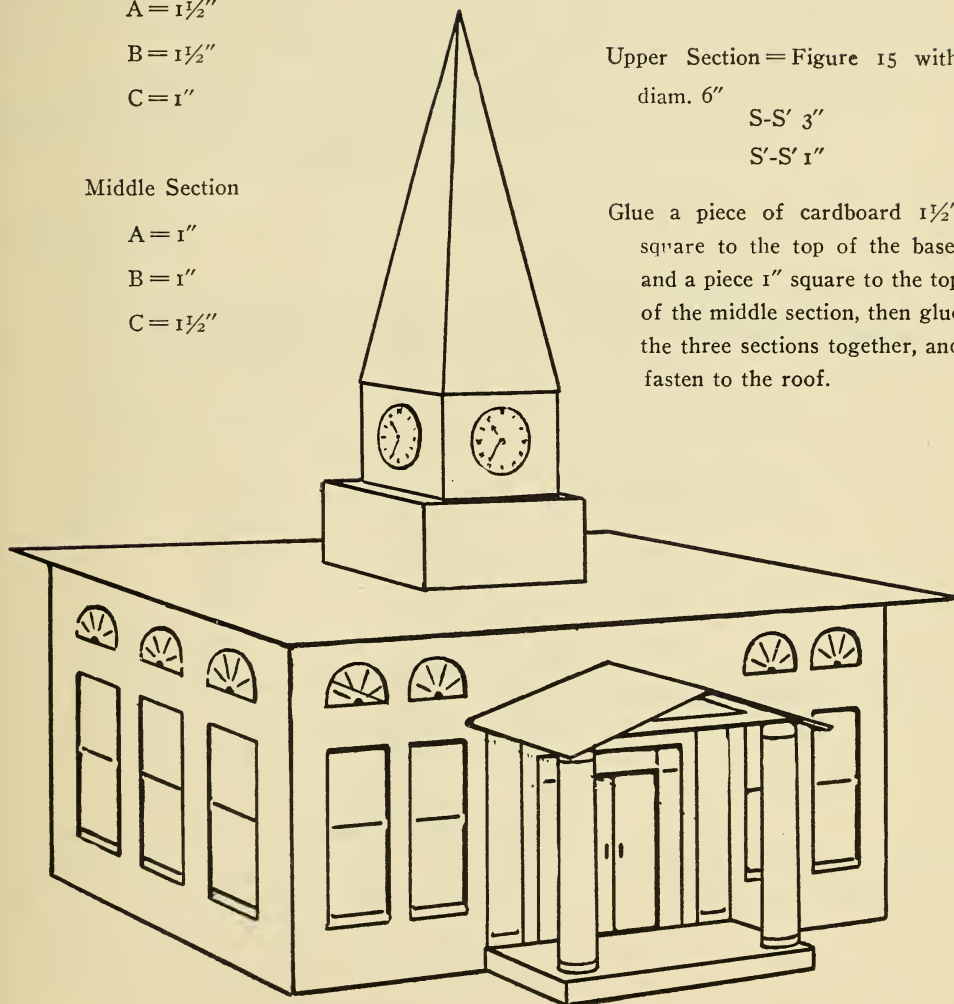 A = 1½″
B = 1½″
C = 1″
Middle Section
A = 1″
B = 1″
C = 1½″
Upper Section = Figure 15 with
diam. 6″
S-S′ 3″
S′-S′ 1″
Glue a piece of cardboard 1½″
square to the top of the base,
and a piece 1″ square to the top
of the middle section, then glue
the three sections together, and
fasten to the roof.